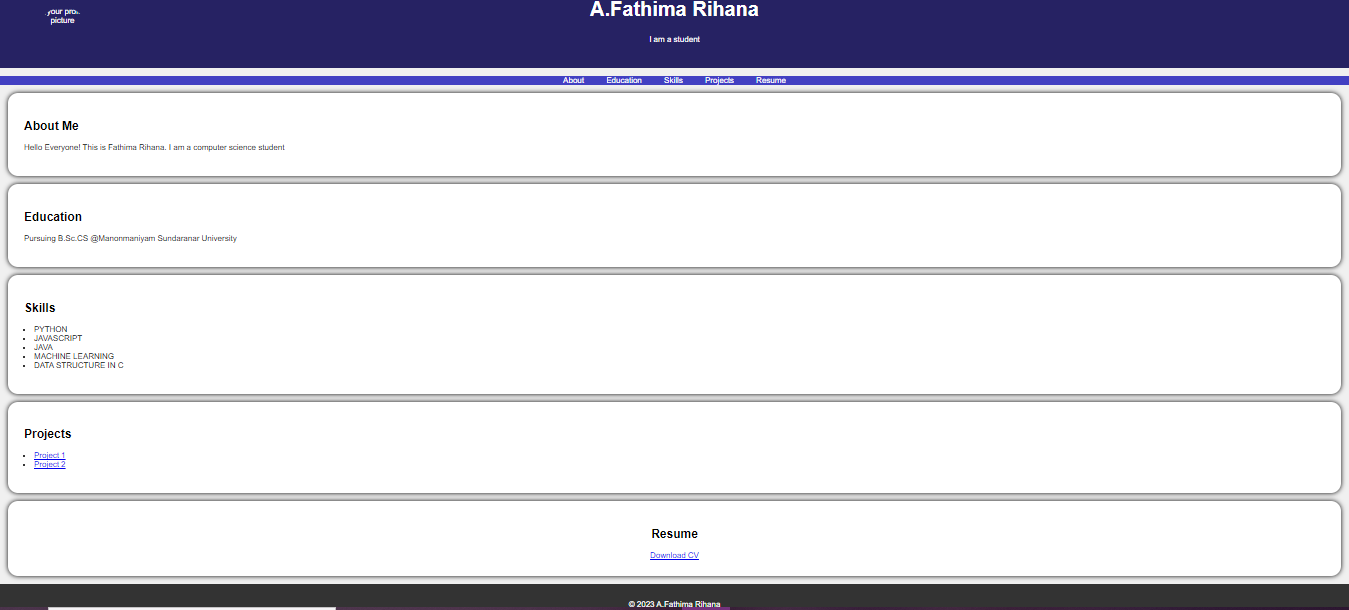 your pro
picture
A.Fathima Rihana
I am a student
About Education Skills Projects Resume
About Me
Hello Everyone! This is Fathima Rihana. I am a computer science student
Education
Pursuing B.Sc.CS @Manonmaniyam Sundaranar University
Skills
PYTHON
JAVASCRIPT
JAVA
MACHINE LEARNING
DATA STRUCTURE IN C
Projects
Project 1
Project 2
Resume
Download CV
© 2023 A.Fathima Rihana